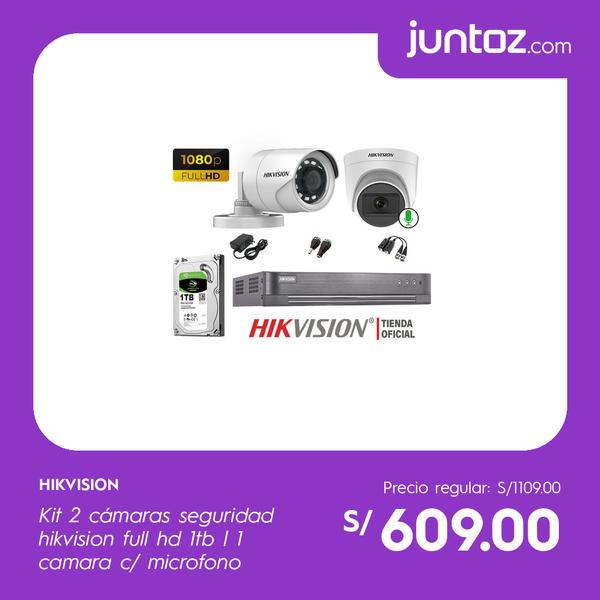 juntoz.com
1080p
FULL HD
HIKVISION
HIKVISION
1TB
HIKVISION
HIKVISION® TIENDA OFICIAL
HIKVISION
Kit 2 cámaras seguridad
hikvision full hd 1tb | 1
camara c/ microfono
Precio regular: S/1109.00
S/ 609.00